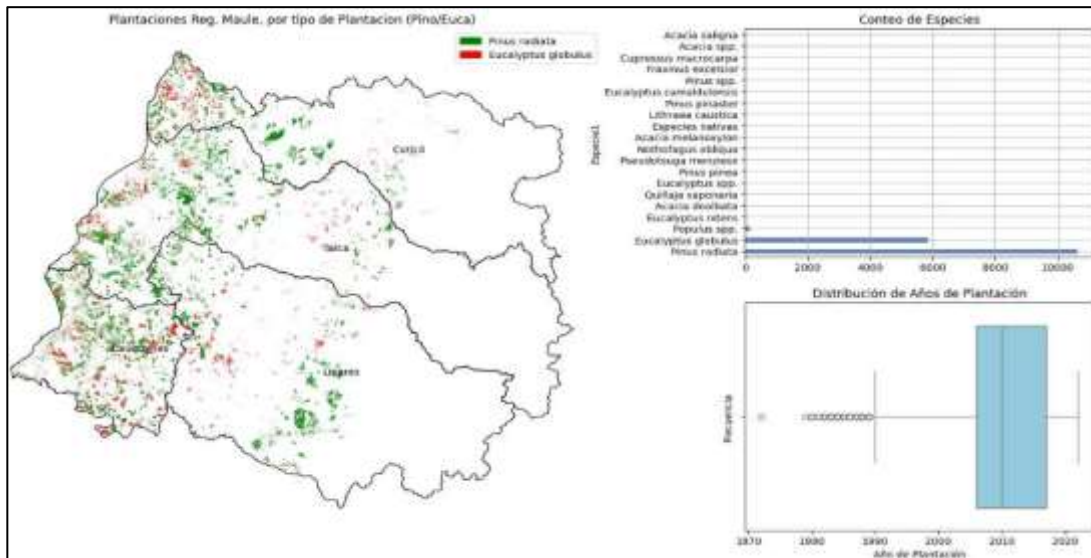 Plantaciones Reg. Maule, por tipo de Plantacion (Pino/Euca)
Pinus radiata
Eucalyptus globulus
Curicó
Talca
Cauquenes
Linares
Conteo de Especies
Especie1
Acacia saligna
Acacia spp.
Cupressus macrocarpa
Fraxinus excelsior
Pinus spp.
Eucalyptus camaldulensis
Pinus pinaster
Lithraea caustica
Especies nativas
Acacia melanoxylon
Nothofagus obliqua
Pseudotsuga menziesii
Pinus pinea
Eucalyptus spp.
Quillaja saponaria
Acacia dealbata
Eucalyptus nitens
Populus spp.
Eucalyptus globulus
Pinus radiata
0 2000 4000 6000 8000 10000
Distribución de Años de Plantación
Frecuencia
1970 1980 1990 2000 2010 2020
Año de Plantación